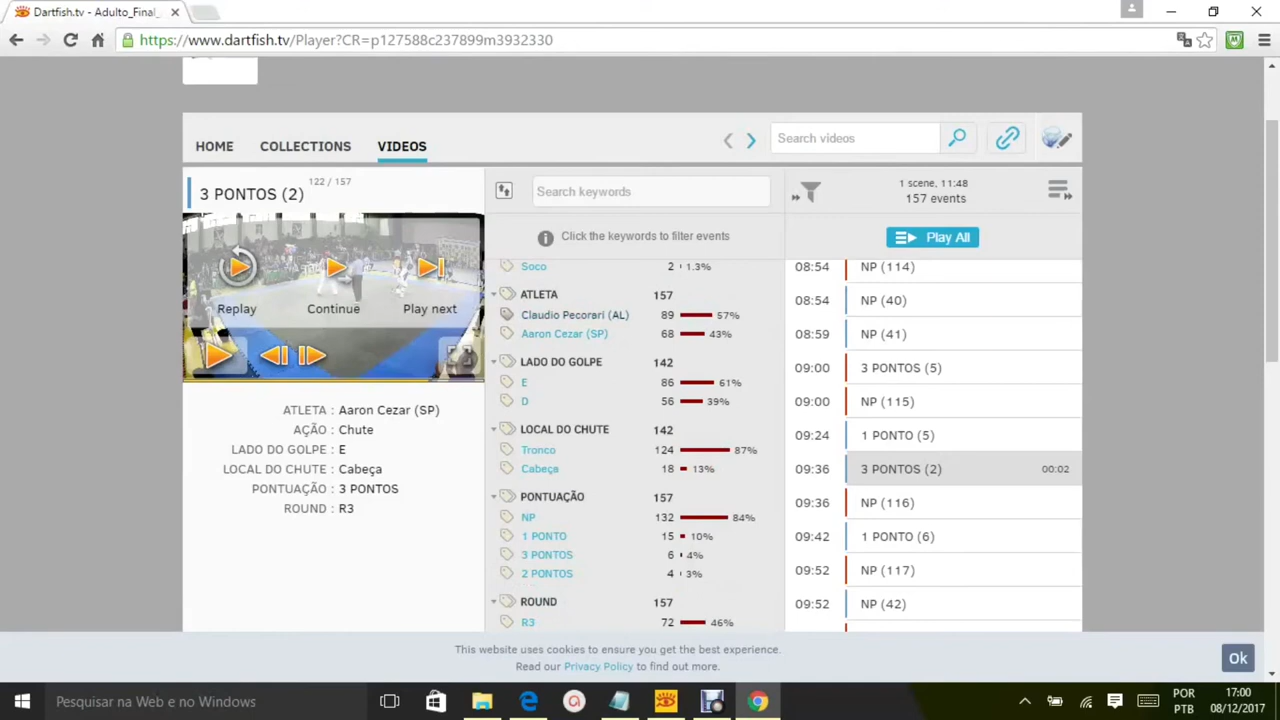 Dartfish.tv - Adulto_Final_
https://www.dartfish.tv/Player?CR=p127588c237899m3932330
HOME COLLECTIONS VIDEOS
Search videos
3 PONTOS (2) 122 / 157
Replay Continue Play next
ATLETA : Aaron Cezar (SP)
AÇÃO : Chute
LADO DO GOLPE : E
LOCAL DO CHUTE : Cabeça
PONTUAÇÃO : 3 PONTOS
ROUND : R3
Search keywords
Click the keywords to filter events
Soco 2 1.3%
ATLETA 157
Claudio Pecorari (AL) 89 57%
Aaron Cezar (SP) 68 43%
LADO DO GOLPE 142
E 86 61%
D 56 39%
LOCAL DO CHUTE 142
Tronco 124 87%
Cabeça 18 13%
PONTUAÇÃO 157
NP 132 84%
1 PONTO 15 10%
3 PONTOS 6 4%
2 PONTOS 4 3%
ROUND 157
R3 72 46%
1 scene, 11:48
157 events
Play All
08:54 NP (114)
08:54 NP (40)
08:59 NP (41)
09:00 3 PONTOS (5)
09:00 NP (115)
09:24 1 PONTO (5)
09:36 3 PONTOS (2) 00:02
09:36 NP (116)
09:42 1 PONTO (6)
09:52 NP (117)
09:52 NP (42)
This website uses cookies to ensure you get the best experience.
Read our Privacy Policy to find out more.
Ok
Pesquisar na Web e no Windows
POR
PTB
17:00
08/12/2017